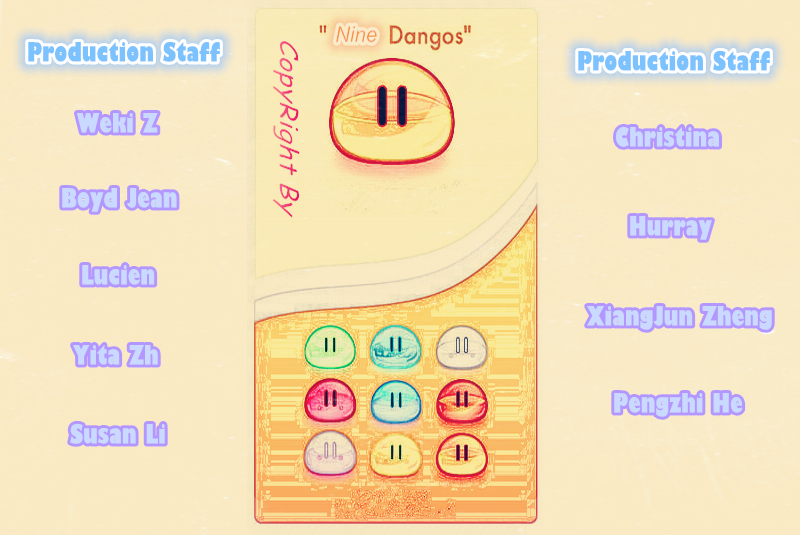 Production Staff
Weki Z
Boyd Jean
Lucien
Yita Zh
Susan Li
" Nine Dangos"
CopyRight By
Production Staff
Christina
Hurray
XiangJun Zheng
Pengzhi He